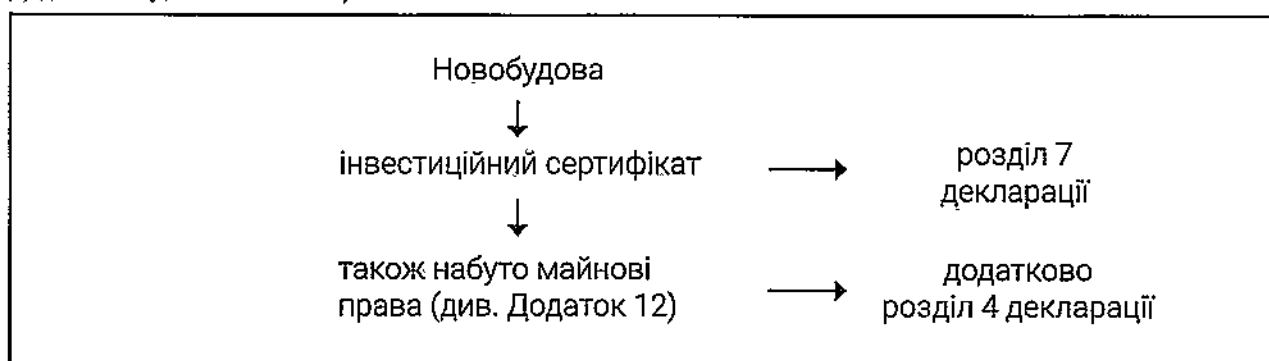 Новобудова
↓
інвестиційний сертифікат → розділ 7
декларації
↓
також набуто майнові → додатково
права (див. Додаток 12) розділ 4 декларації